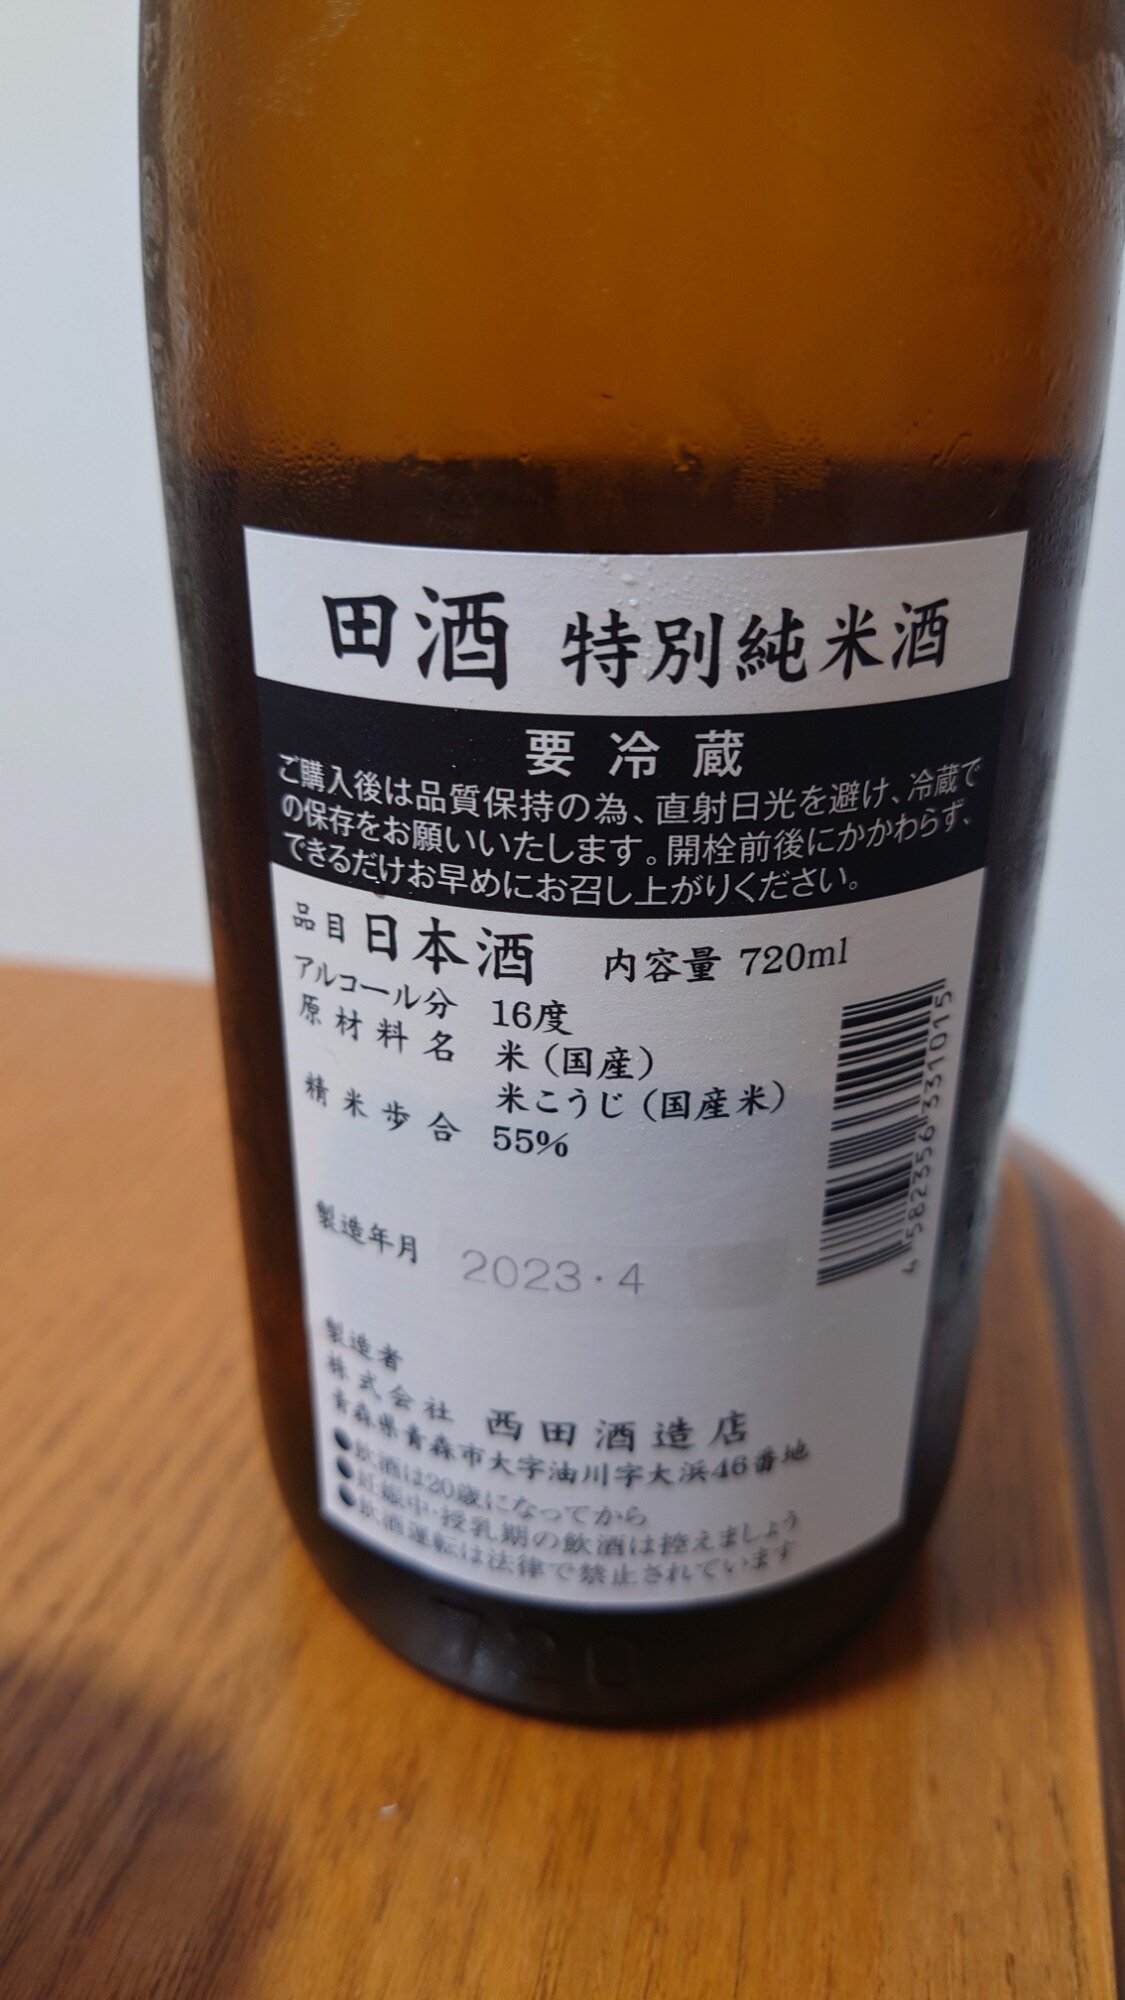 田酒 特別純米酒
要冷蔵
ご購入後は品質保持の為、直射日光を避け、冷蔵で
の保存をお願いいたします。開栓前後にかかわらず、
できるだけお早めにお召し上がりください。
品目 日本酒 内容量 720ml
アルコール分 16度
原材料名 米(国産)
米こうじ(国産米)
精米歩合 55%
製造年月 2023・4
製造者
株式会社 西田酒造店
青森県青森市大字油川字大浜46番地
●飲酒は20歳になってから
●妊娠中・授乳期の飲酒は控えましょう
●飲酒運転は法律で禁止されています
4582356331015
720